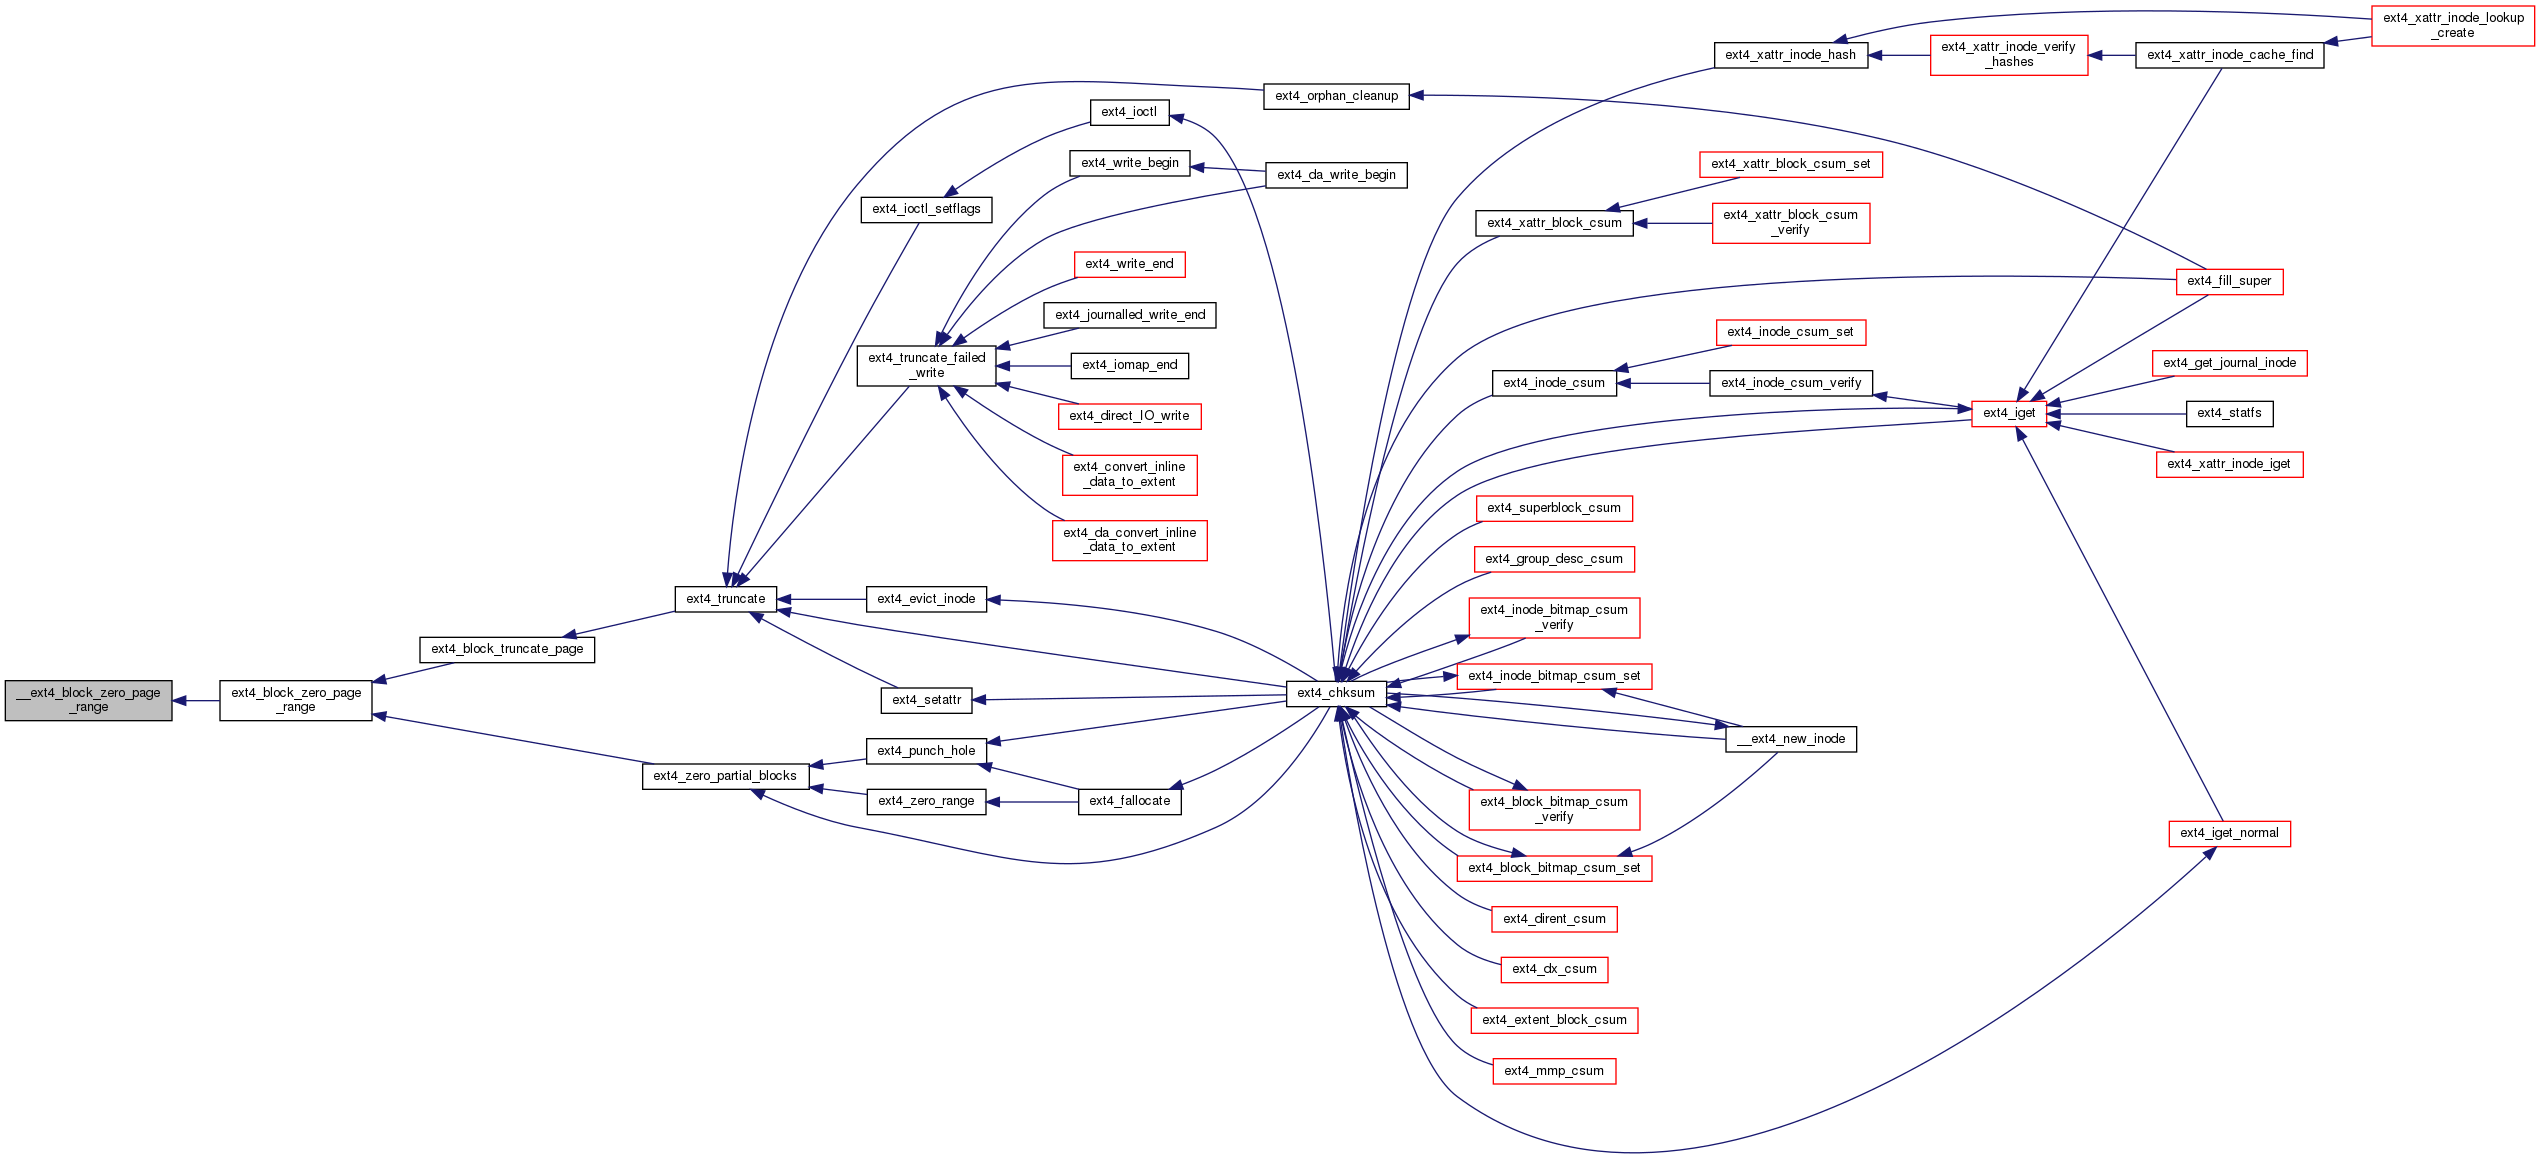 __ext4_block_zero_page
_range
ext4_block_zero_page
_range
ext4_block_truncate_page
ext4_zero_partial_blocks
ext4_truncate
ext4_ioctl_setflags
ext4_truncate_failed
_write
ext4_evict_inode
ext4_setattr
ext4_punch_hole
ext4_zero_range
ext4_ioctl
ext4_write_begin
ext4_write_end
ext4_journalled_write_end
ext4_iomap_end
ext4_direct_IO_write
ext4_convert_inline
_data_to_extent
ext4_da_convert_inline
_data_to_extent
ext4_fallocate
ext4_orphan_cleanup
ext4_da_write_begin
ext4_chksum
ext4_xattr_inode_hash
ext4_xattr_block_csum
ext4_xattr_block_csum_set
ext4_xattr_block_csum
_verify
ext4_inode_csum
ext4_inode_csum_set
ext4_inode_csum_verify
ext4_superblock_csum
ext4_group_desc_csum
ext4_inode_bitmap_csum
_verify
ext4_inode_bitmap_csum_set
__ext4_new_inode
ext4_block_bitmap_csum
_verify
ext4_block_bitmap_csum_set
ext4_dirent_csum
ext4_dx_csum
ext4_extent_block_csum
ext4_mmp_csum
ext4_xattr_inode_verify
_hashes
ext4_iget
ext4_xattr_inode_cache_find
ext4_fill_super
ext4_get_journal_inode
ext4_statfs
ext4_xattr_inode_iget
ext4_iget_normal
ext4_xattr_inode_lookup
_create